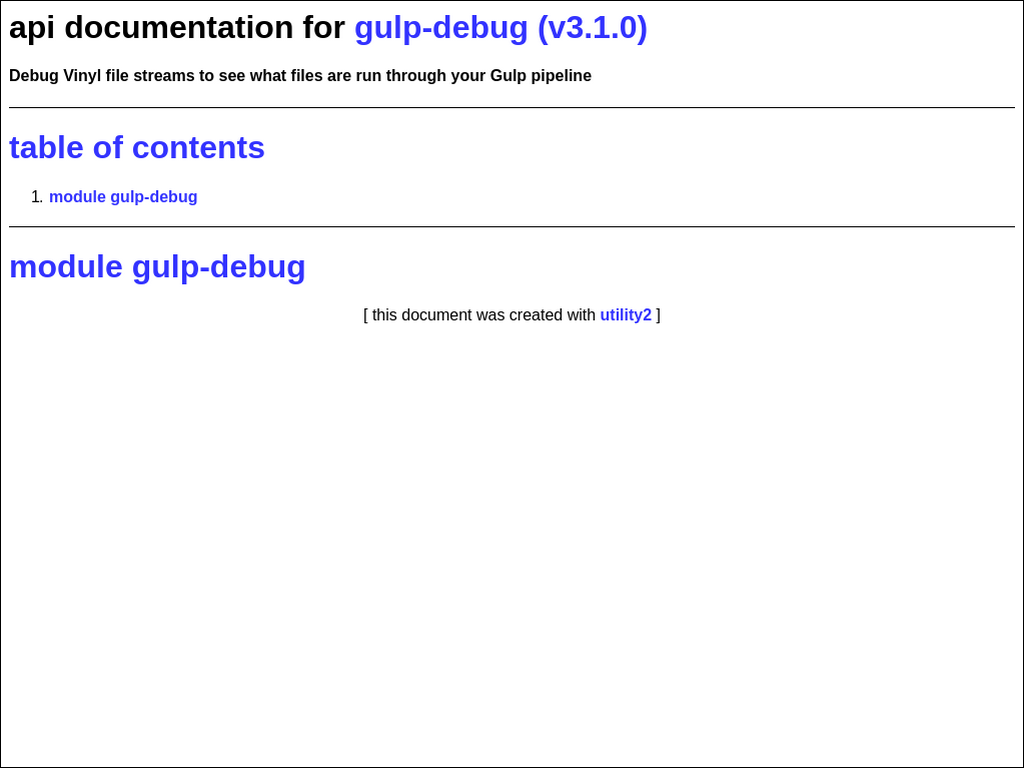 api documentation for gulp-debug (v3.1.0)
Debug Vinyl file streams to see what files are run through your Gulp pipeline
table of contents
1. module gulp-debug
module gulp-debug
[ this document was created with utility2 ]